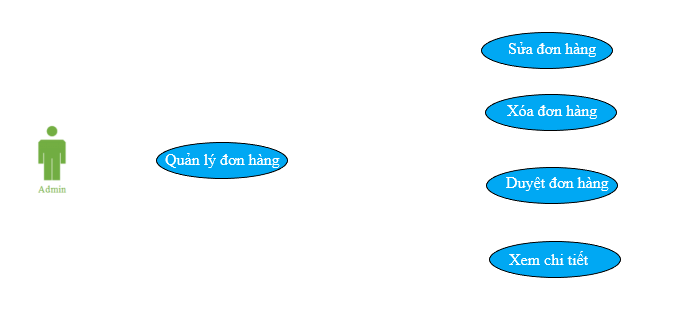 Sửa đơn hàng
Xóa đơn hàng
Quản lý đơn hàng
Duyệt đơn hàng
Admin
Xem chi tiết